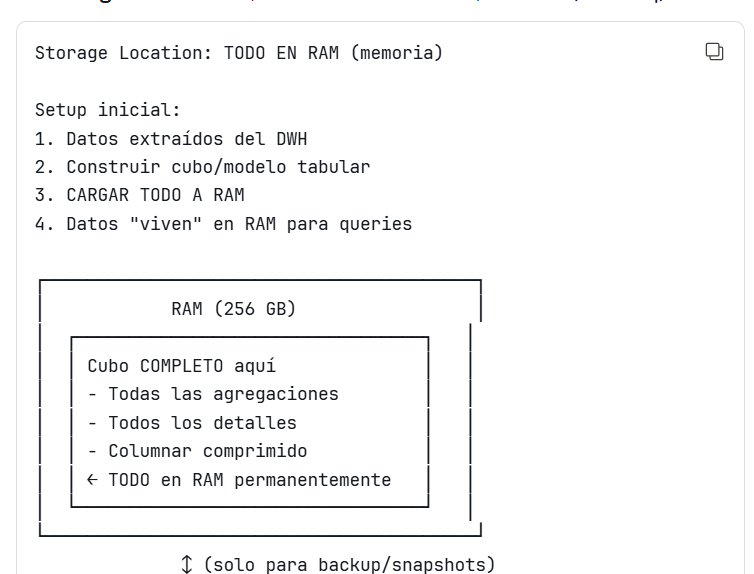 Storage Location: TODO EN RAM (memoria)
Setup inicial:
1. Datos extraídos del DWH
2. Construir cubo/modelo tabular
3. CARGAR TODO A RAM
4. Datos "viven" en RAM para queries
RAM (256 GB)
Cubo COMPLETO aquí
- Todas las agregaciones
- Todos los detalles
- Columnar comprimido
← TODO en RAM permanentemente
↕ (solo para backup/snapshots)